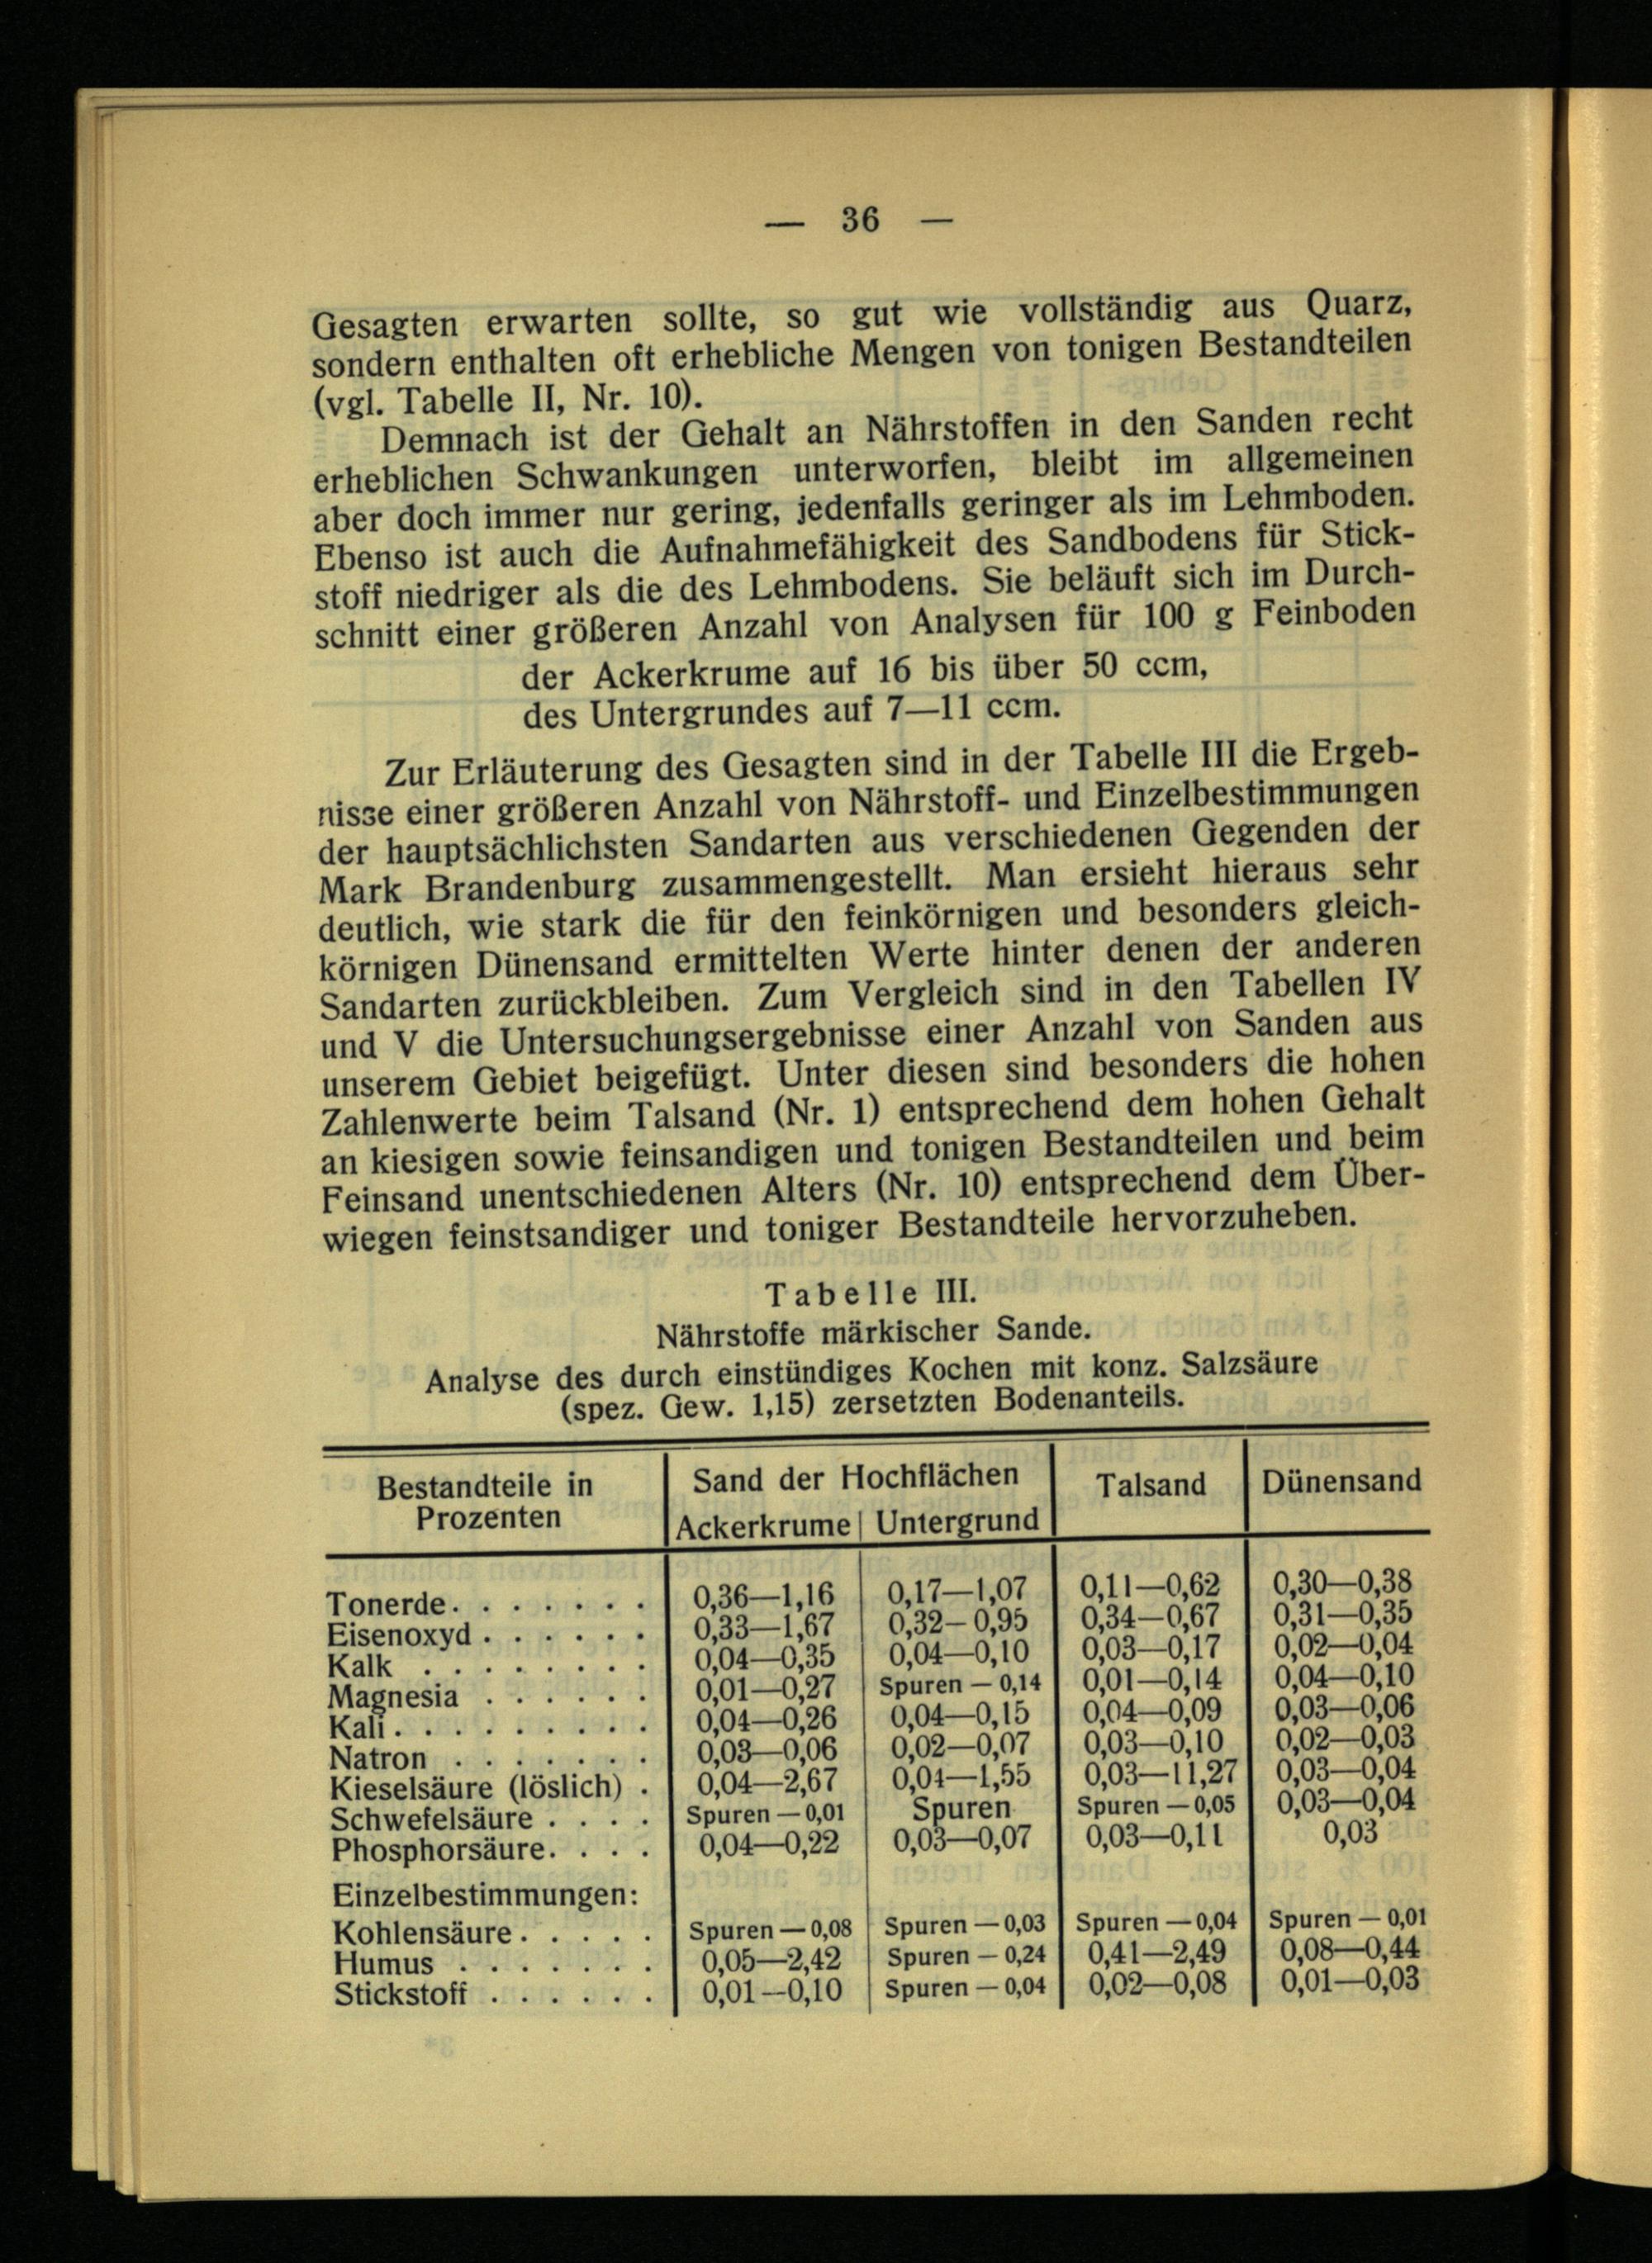 — 36 —
Gesagten erwarten sollte, so gut wie vollständig aus Quarz,
sondern enthalten oft erhebliche Mengen von tonigen Bestandteilen
(vgl. Tabelle II, Nr. 10).
Demnach ist der Gehalt an Nährstoffen in den Sanden recht
erheblichen Schwankungen unterworfen, bleibt im allgemeinen
aber doch immer nur gering, jedenfalls geringer als im Lehmboden.
Ebenso ist auch die Aufnahmefähigkeit des Sandbodens für Stick-
stoff niedriger als die des Lehmbodens. Sie beläuft sich im Durch-
schnitt einer größeren Anzahl von Analysen für 100 g Feinboden
der Ackerkrume auf 16 bis über 50 ccm,
des Untergrundes auf 7—11 ccm.
Zur Erläuterung des Gesagten sind in der Tabelle III die Ergeb-
nisse einer größeren Anzahl von Nährstoff- und Einzelbestimmungen
der hauptsächlichsten Sandarten aus verschiedenen Gegenden der
Mark Brandenburg zusammengestellt. Man ersieht hieraus sehr
deutlich, wie stark die für den feinkörnigen und besonders gleich-
körnigen Dünensand ermittelten Werte hinter denen der anderen
Sandarten zurückbleiben. Zum Vergleich sind in den Tabellen IV
und V die Untersuchungsergebnisse einer Anzahl von Sanden aus
unserem Gebiet beigefügt. Unter diesen sind besonders die hohen
Zahlenwerte beim Talsand (Nr. 1) entsprechend dem hohen Gehalt
an kiesigen sowie feinsandigen und tonigen Bestandteilen und beim
Feinsand unentschiedenen Alters (Nr. 10) entsprechend dem Über-
wiegen feinstsandiger und toniger Bestandteile hervorzuheben.
Tabelle III.
Nährstoffe märkischer Sande.
Analyse des durch einstündiges Kochen mit konz. Salzsäure
(spez. Gew. 1,15) zersetzten Bodenanteils.
Bestandteile in Prozenten | Sand der Hochflächen | Talsand | Dünensand
Ackerkrume | Untergrund
Tonerde. . . . . . . 0,36—1,16 0,17—1,07 0,11—0,62 0,30—0,38
Eisenoxyd . . . . . . 0,33—1,67 0,32—0,95 0,34—0,67 0,31—0,35
Kalk . . . . . . . . 0,04—0,35 0,04—0,10 0,03—0,17 0,02—0,04
Magnesia . . . . . . 0,01—0,27 Spuren — 0,14 0,01—0,14 0,04—0,10
Kali . . . . . . . . . 0,04—0,26 0,04—0,15 0,04—0,09 0,03—0,06
Natron . . . . . . . 0,03—0,06 0,02—0,07 0,03—0,10 0,02—0,03
Kieselsäure (löslich) . 0,04—2,67 0,04—1,55 0,03—11,27 0,03—0,04
Schwefelsäure . . . . Spuren — 0,01 Spuren Spuren — 0,05 0,03—0,04
Phosphorsäure. . . . 0,04—0,22 0,03—0,07 0,03—0,11 0,03
Einzelbestimmungen:
Kohlensäure . . . . . Spuren — 0,08 Spuren — 0,03 Spuren — 0,04 Spuren — 0,01
Humus . . . . . . . 0,05—2,42 Spuren — 0,24 0,41—2,49 0,08—0,44
Stickstoff . . . . . . 0,01—0,10 Spuren — 0,04 0,02—0,08 0,01—0,03